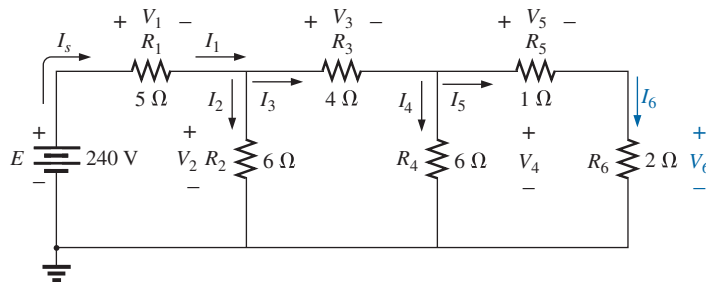 + V1 − + V3 − + V5 −
R1 R3 R5
Is I1
5 Ω I2 I3 4 Ω I4 I5 1 Ω I6
E + 240 V − + V2 − R2 6 Ω R4 6 Ω + V4 − R6 2 Ω + V6 −